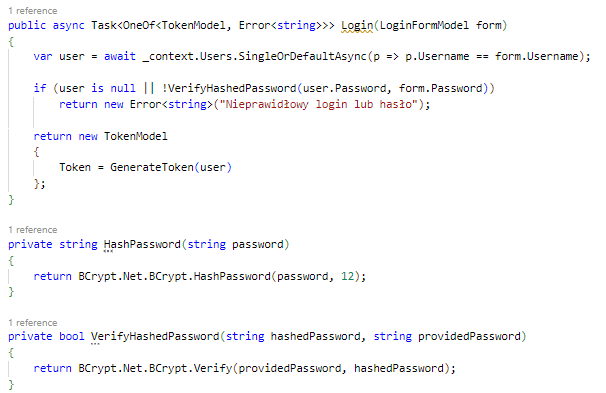 1 reference
public async Task<OneOf<TokenModel, Error<string>>> Login(LoginFormModel form)
{
    var user = await _context.Users.SingleOrDefaultAsync(p => p.Username == form.Username);

    if (user is null || !VerifyHashedPassword(user.Password, form.Password))
        return new Error<string>("Nieprawidłowy login lub hasło");

    return new TokenModel
    {
        Token = GenerateToken(user)
    };
}

1 reference
private string HashPassword(string password)
{
    return BCrypt.Net.BCrypt.HashPassword(password, 12);
}

1 reference
private bool VerifyHashedPassword(string hashedPassword, string providedPassword)
{
    return BCrypt.Net.BCrypt.Verify(providedPassword, hashedPassword);
}